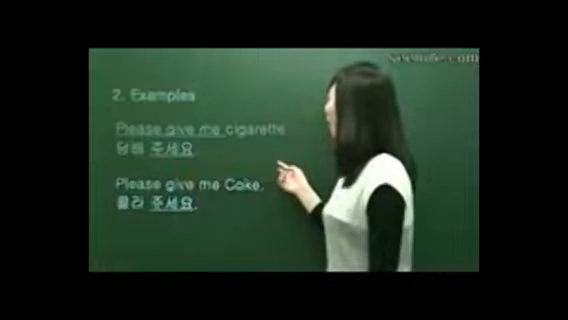 2. Examples
Please give me cigarette
담배 주세요.
Please give me Coke.
콜라 주세요.